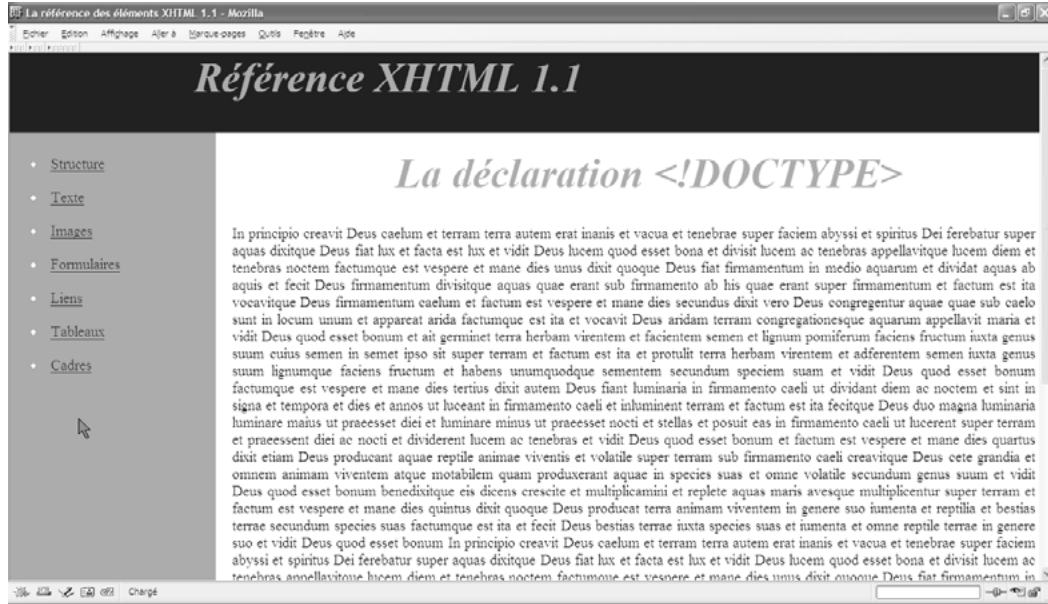 La référence des éléments XHTML 1.1 - Mozilla
Fichier Edition Affichage Aller à Marque-pages Outils Fenêtre Aide
Référence XHTML 1.1
Structure
Texte
Images
Formulaires
Liens
Tableaux
Cadres
La déclaration <!DOCTYPE>
In principio creavit Deus caelum et terram terra autem erat inanis et vacua et tenebrae super faciem abyssi et spiritus Dei ferebatur super
aquas dixitque Deus fiat lux et facta est lux et vidit Deus lucem quod esset bona et divisit lucem ac tenebras appellavitque lucem diem et
tenebras noctem factumque est vespere et mane dies unus dixit quoque Deus fiat firmamentum in medio aquarum et dividat aquas ab
aquis et fecit Deus firmamentum divisitque aquas quae erant sub firmamento ab his quae erant super firmamentum et factum est ita
vocavitque Deus firmamentum caelum et factum est vespere et mane dies secundus dixit vero Deus congregentur aquae quae sub caelo
sunt in locum unum et appareat arida factumque est ita et vocavit Deus aridam terram congregationesque aquarum appellavit maria et
vidit Deus quod esset bonum et ait germinet terra herbam virentem et facientem semen et lignum pomiferum faciens fructum iuxta genus
suum cuius semen in semet ipso sit super terram et factum est ita et protulit terra herbam virentem et adferentem semen iuxta genus
suum lignumque faciens fructum et habens unumquodque sementem secundum speciem suam et vidit Deus quod esset bonum
factumque est vespere et mane dies tertius dixit autem Deus fiant luminaria in firmamento caeli ut dividant diem ac noctem et sint in
signa et tempora et dies et annos ut luceant in firmamento caeli et inluminent terram et factum est ita fecitque Deus duo magna luminaria
luminare maius ut praeesset diei et luminare minus ut praeesset nocti et stellas et posuit eas in firmamento caeli ut lucerent super terram
et praeessent diei ac nocti et dividerent lucem ac tenebras et vidit Deus quod esset bonum et factum est vespere et mane dies quartus
dixit etiam Deus producant aquae reptile animae viventis et volatile super terram sub firmamento caeli creavitque Deus cete grandia et
omnem animam viventem atque motabilem quam produxerant aquae in species suas et omne volatile secundum genus suum et vidit
Deus quod esset bonum benedixitque eis dicens crescite et multiplicamini et replete aquas maris avesque multiplicentur super terram et
factum est vespere et mane dies quintus dixit quoque Deus producat terra animam viventem in genere suo iumenta et reptilia et bestias
terrae secundum species suas factumque est ita et fecit Deus bestias terrae iuxta species suas et iumenta et omne reptile terrae in genere
suo et vidit Deus quod esset bonum In principio creavit Deus caelum et terram terra autem erat inanis et vacua et tenebrae super faciem
abyssi et spiritus Dei ferebatur super aquas dixitque Deus fiat lux et facta est lux et vidit Deus lucem quod esset bona et divisit lucem ac
tenebras appellavitque lucem diem et tenebras noctem factumque est vespere et mane dies unus dixit quoque Deus fiat firmamentum in
Chargé